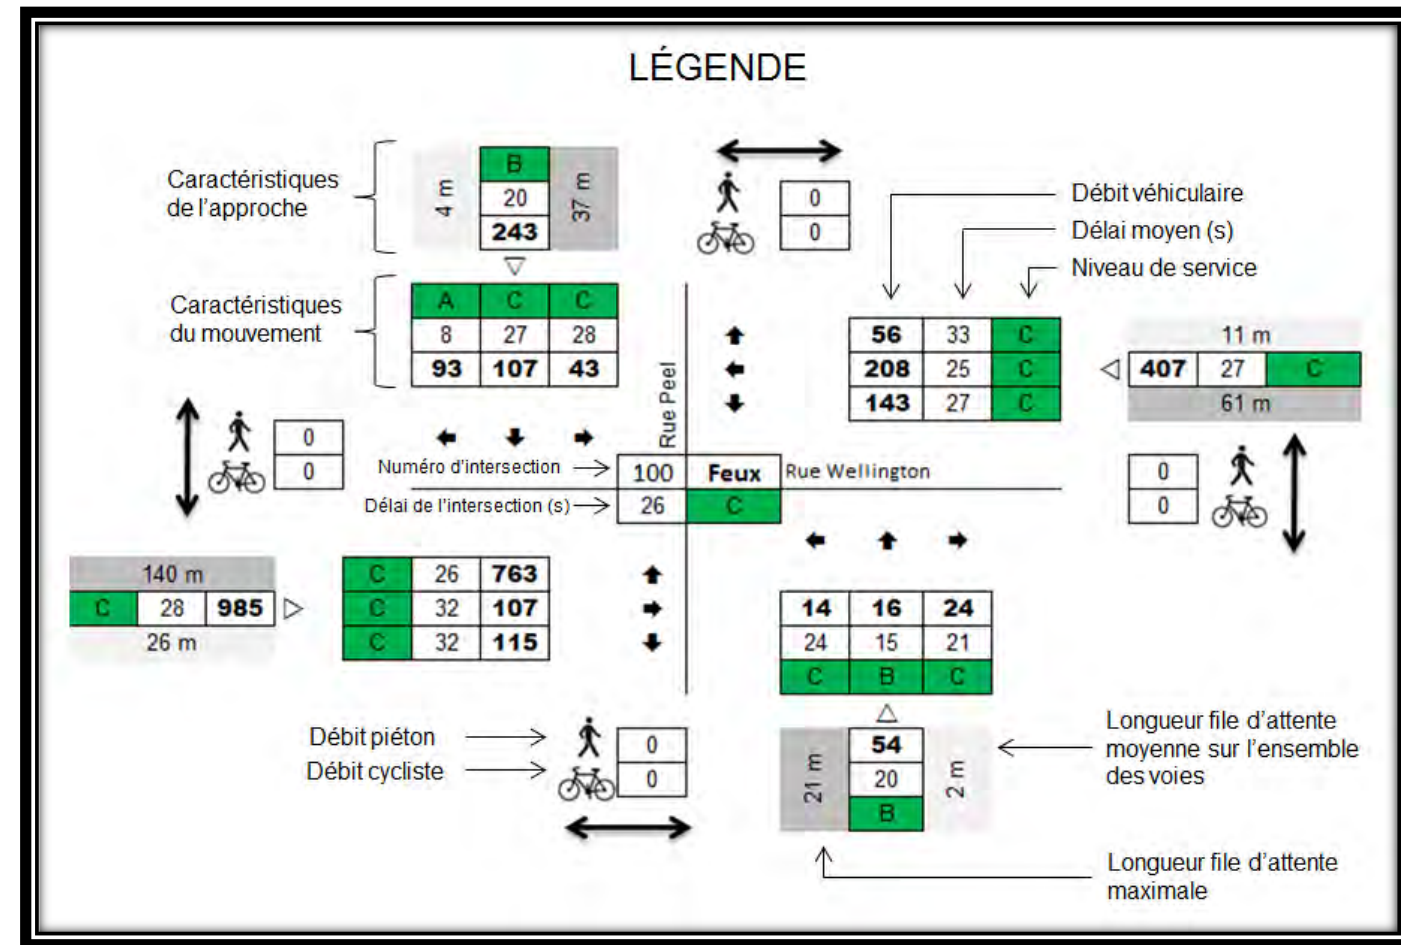 LÉGENDE
Caractéristiques
de l'approche
4 m
B
20
243
37 m
0
0
Débit véhiculaire
Délai moyen (s)
Niveau de service
Caractéristiques
du mouvement
A C C
8 27 28
93 107 43
56 33 C
208 25 C
143 27 C
11 m
407 27 C
61 m
Rue Peel
0
0
Numéro d'intersection
100 Feux Rue Wellington
Délai de l'intersection (s)
26 C
0
0
140 m
C 28 985
26 m
C 26 763
C 32 107
C 32 115
14 16 24
24 15 21
C B C
Débit piéton
Débit cycliste
0
0
21 m
54
20
B
2 m
Longueur file d'attente
moyenne sur l'ensemble
des voies
Longueur file d'attente
maximale